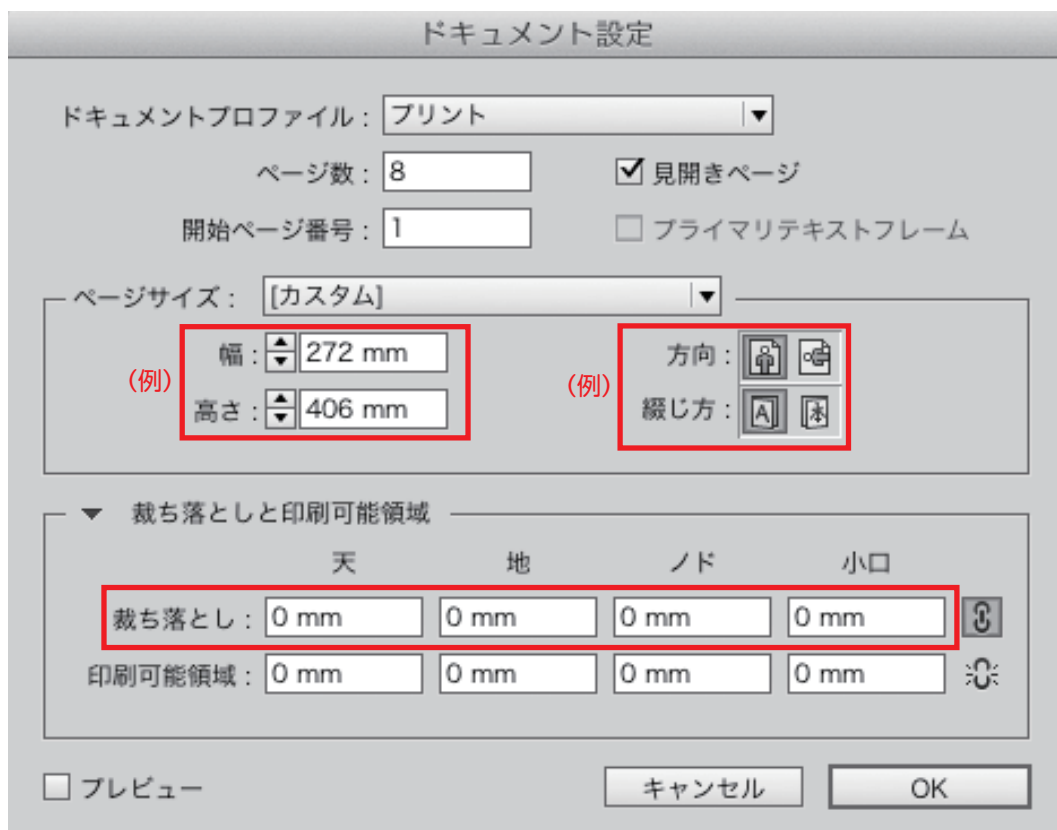 ドキュメント設定
ドキュメントプロファイル : プリント
ページ数 : 8 見開きページ
開始ページ番号 : 1 プライマリテキストフレーム
ページサイズ : [カスタム]
幅 : 272 mm 方向 :
(例) (例)
高さ : 406 mm 綴じ方 :
裁ち落としと印刷可能領域
天 地 ノド 小口
裁ち落とし : 0 mm 0 mm 0 mm 0 mm
印刷可能領域 : 0 mm 0 mm 0 mm 0 mm
プレビュー キャンセル OK